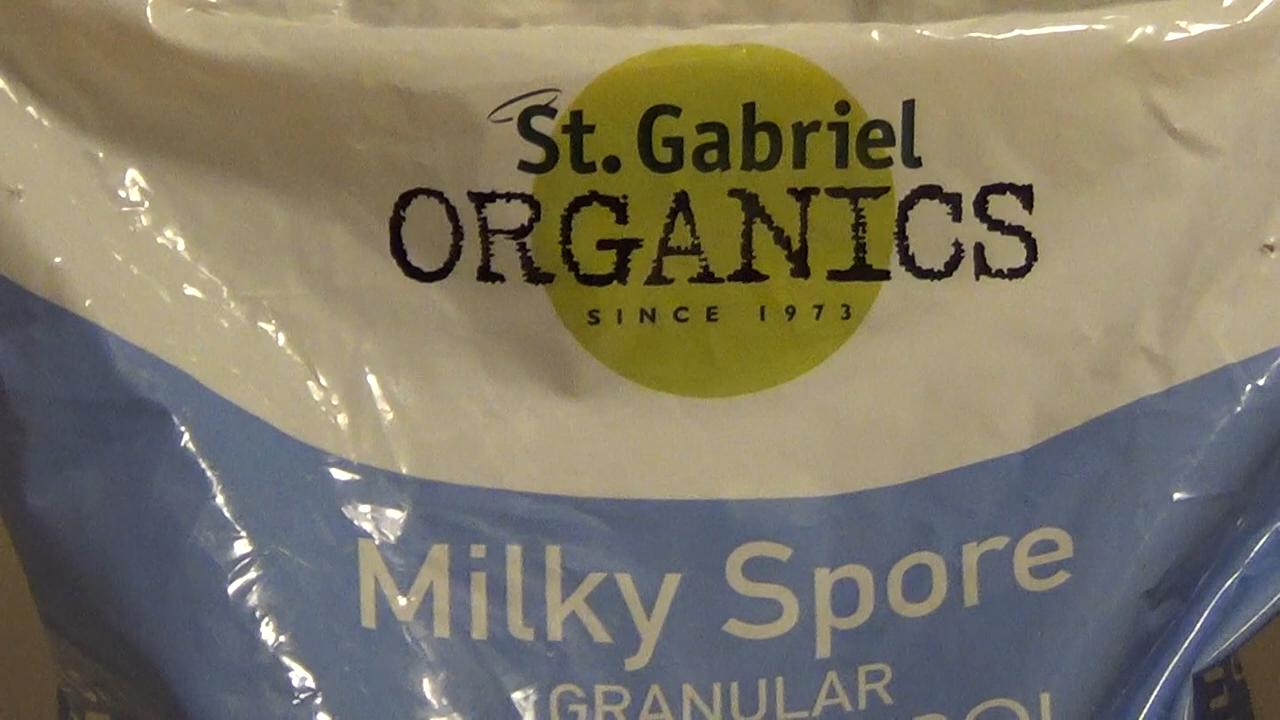 St. Gabriel
ORGANICS
SINCE 1973
Milky Spore
GRANULAR